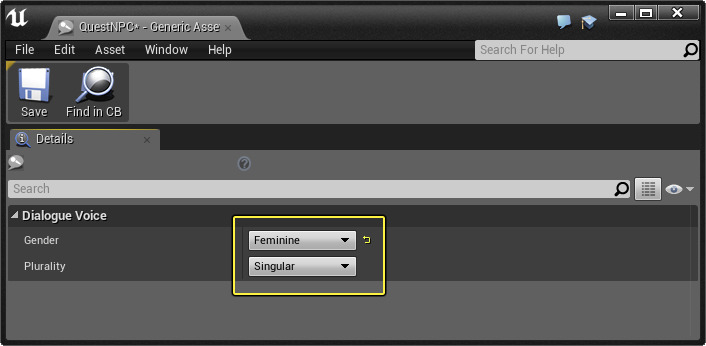 QuestNPC* - Generic Asse
File Edit Asset Window Help
Search For Help
Save Find in CB
Details
Search
Dialogue Voice
Gender Feminine
Plurality Singular